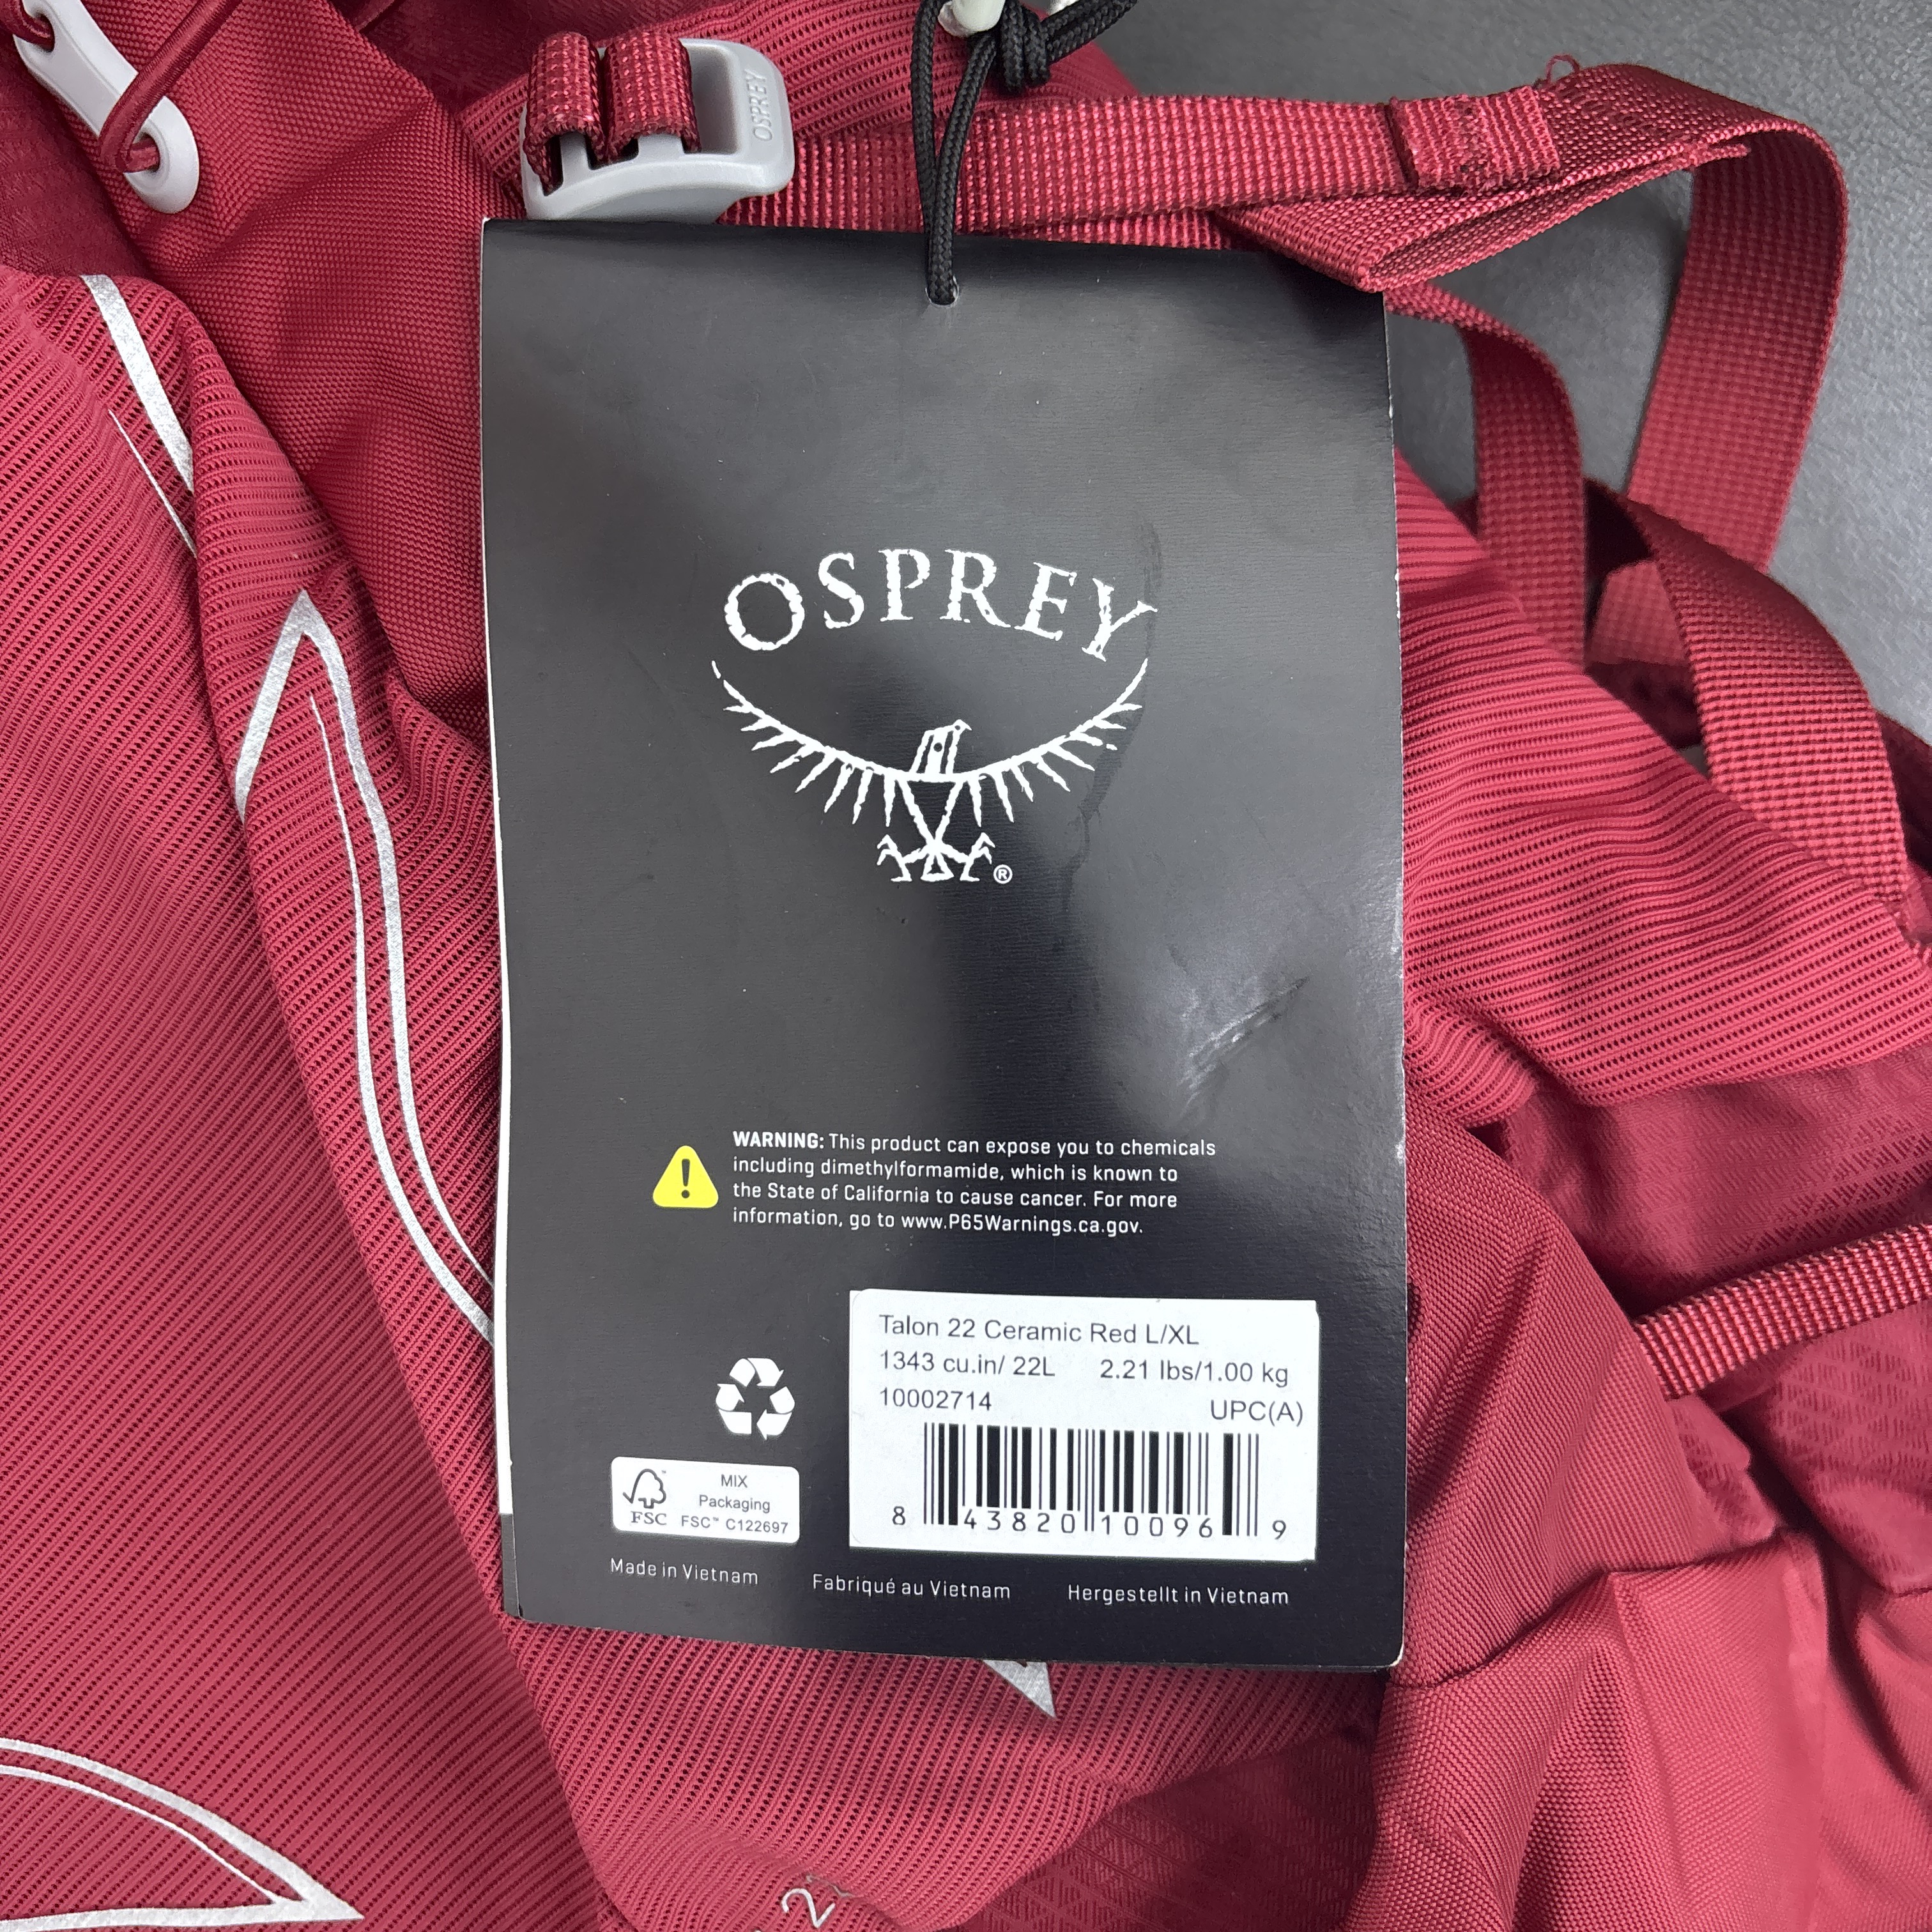 OSPREY
OSPREY
®
WARNING: This product can expose you to chemicals
including dimethylformamide, which is known to
the State of California to cause cancer. For more
information, go to www.P65Warnings.ca.gov.
Talon 22 Ceramic Red L/XL
1343 cu.in/ 22L 2.21 lbs/1.00 kg
10002714 UPC(A)
8 43820 10096 9
MIX
Packaging
FSC™ C122697
FSC
Made in Vietnam Fabriqué au Vietnam Hergestellt in Vietnam